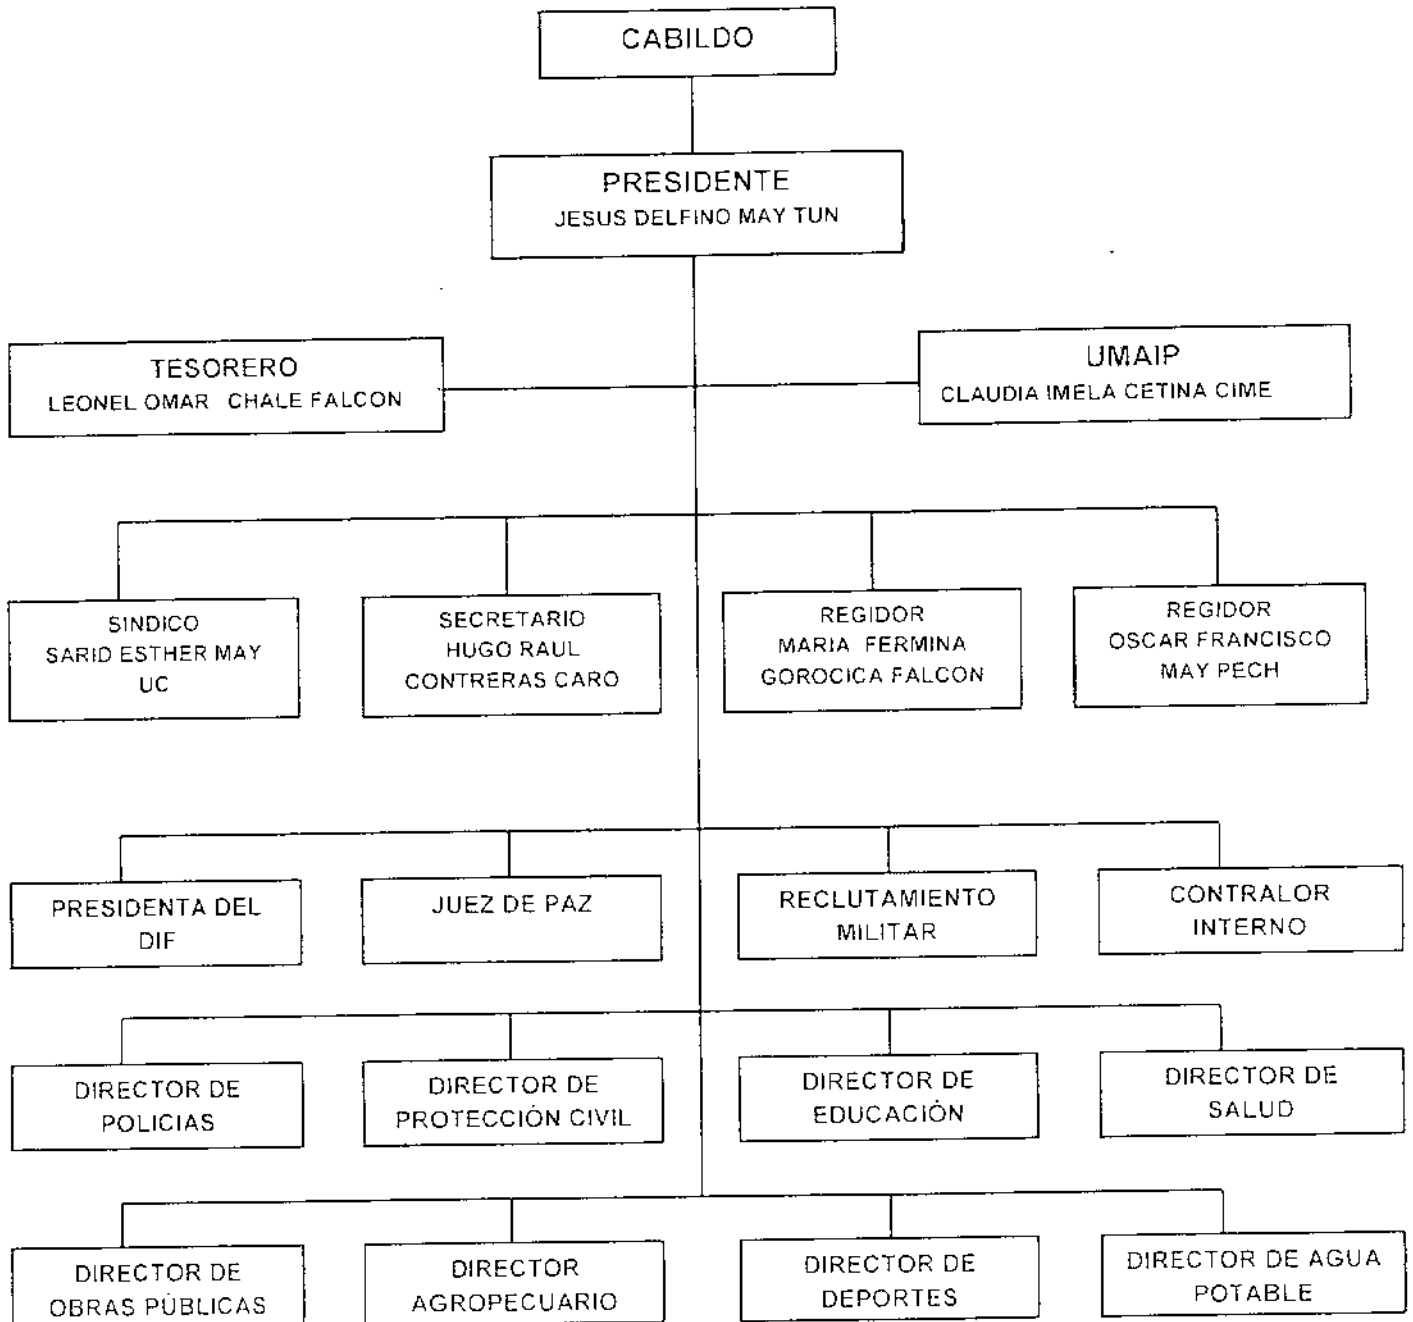 CABILDO
PRESIDENTE
JESUS DELFINO MAY TUN
TESORERO
LEONEL OMAR CHALE FALCON
UMAIP
CLAUDIA IMELA CETINA CIME
SINDICO
SARID ESTHER MAY
UC
SECRETARIO
HUGO RAUL
CONTRERAS CARO
REGIDOR
MARIA FERMINA
GOROCICA FALCON
REGIDOR
OSCAR FRANCISCO
MAY PECH
PRESIDENTA DEL
DIF
JUEZ DE PAZ
RECLUTAMIENTO
MILITAR
CONTRALOR
INTERNO
DIRECTOR DE
POLICIAS
DIRECTOR DE
PROTECCIÓN CIVIL
DIRECTOR DE
EDUCACIÓN
DIRECTOR DE
SALUD
DIRECTOR DE
OBRAS PÚBLICAS
DIRECTOR
AGROPECUARIO
DIRECTOR DE
DEPORTES
DIRECTOR DE AGUA
POTABLE